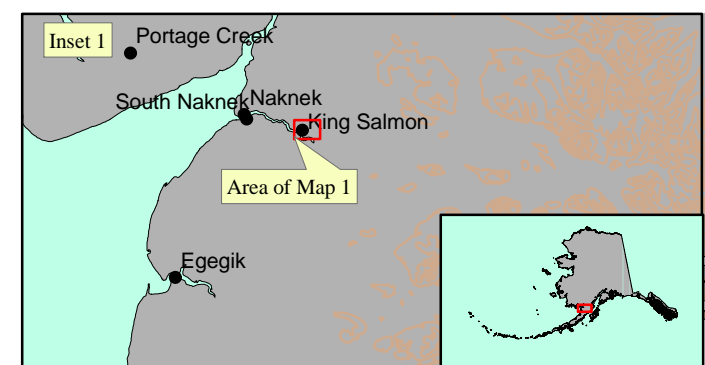 Inset 1
Portage Creek
South Naknek
Naknek
King Salmon
Area of Map 1
Egegik